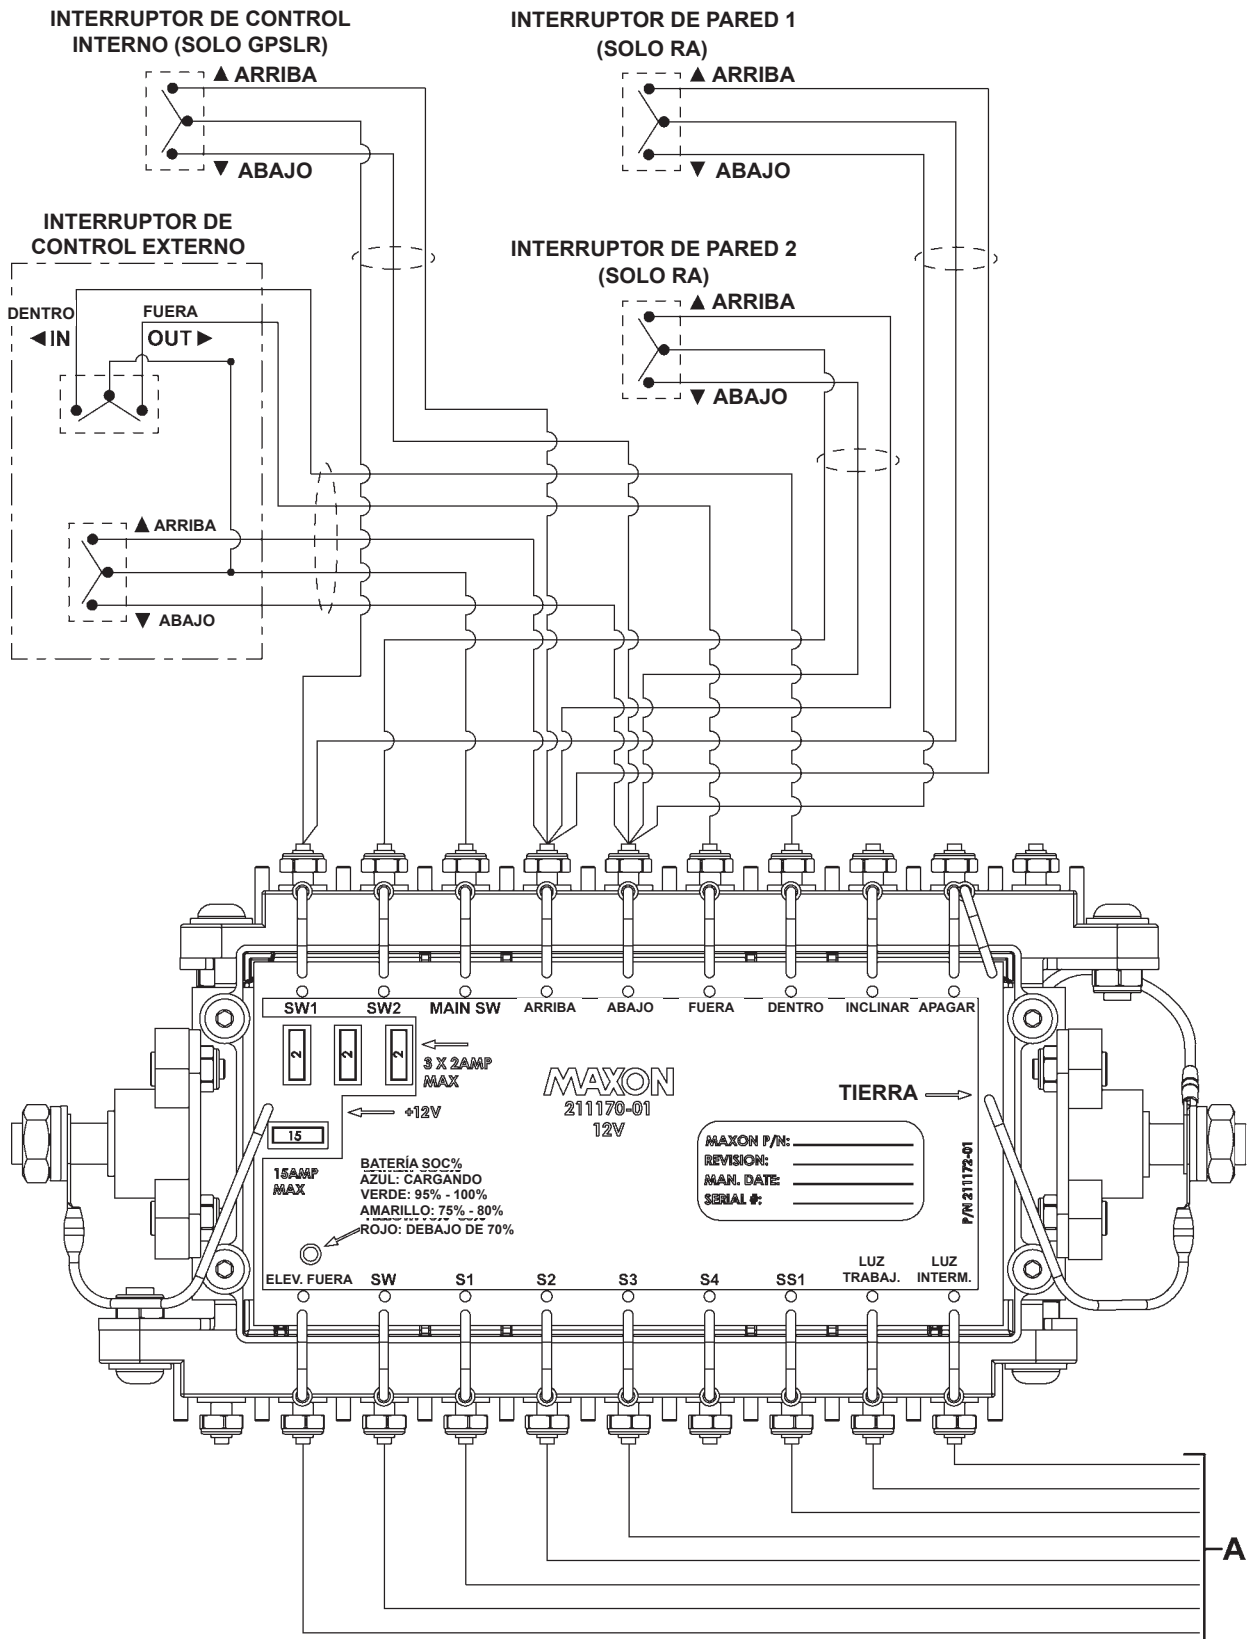 INTERRUPTOR DE CONTROL
INTERNO (SOLO GPSLR)
▲ ARRIBA
▼ ABAJO
INTERRUPTOR DE PARED 1
(SOLO RA)
▲ ARRIBA
▼ ABAJO
INTERRUPTOR DE
CONTROL EXTERNO
DENTRO
◄IN
FUERA
OUT►
▲ ARRIBA
▼ ABAJO
INTERRUPTOR DE PARED 2
(SOLO RA)
▲ ARRIBA
▼ ABAJO
SW1 SW2 MAIN SW ARRIBA ABAJO FUERA DENTRO INCLINAR APAGAR
2 2 2
3 X 2AMP
MAX
+12V
15
15AMP
MAX
MAXON
211170-01
12V
TIERRA
MAXON P/N:
REVISION:
MAN. DATE:
SERIAL #:
P/N 211172-01
BATERÍA SOC%
AZUL: CARGANDO
VERDE: 95% - 100%
AMARILLO: 75% - 80%
ROJO: DEBAJO DE 70%
ELEV. FUERA SW S1 S2 S3 S4 SS1
LUZ
TRABAJ.
LUZ
INTERM.
A